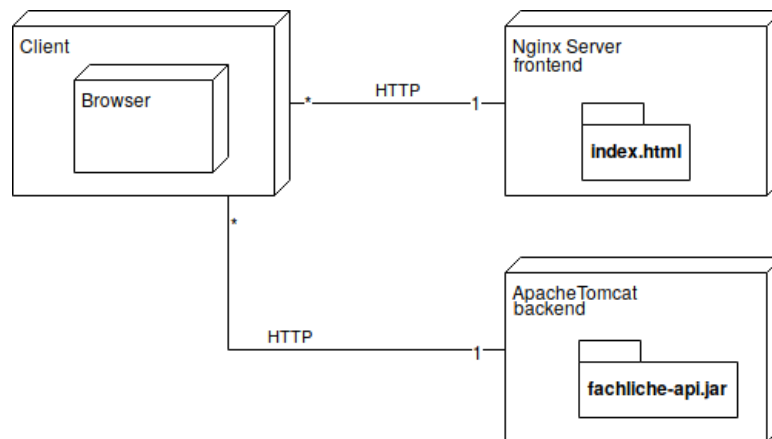 Client
Browser
* HTTP 1
Nginx Server
frontend
index.html
*
HTTP 1
ApacheTomcat
backend
fachliche-api.jar